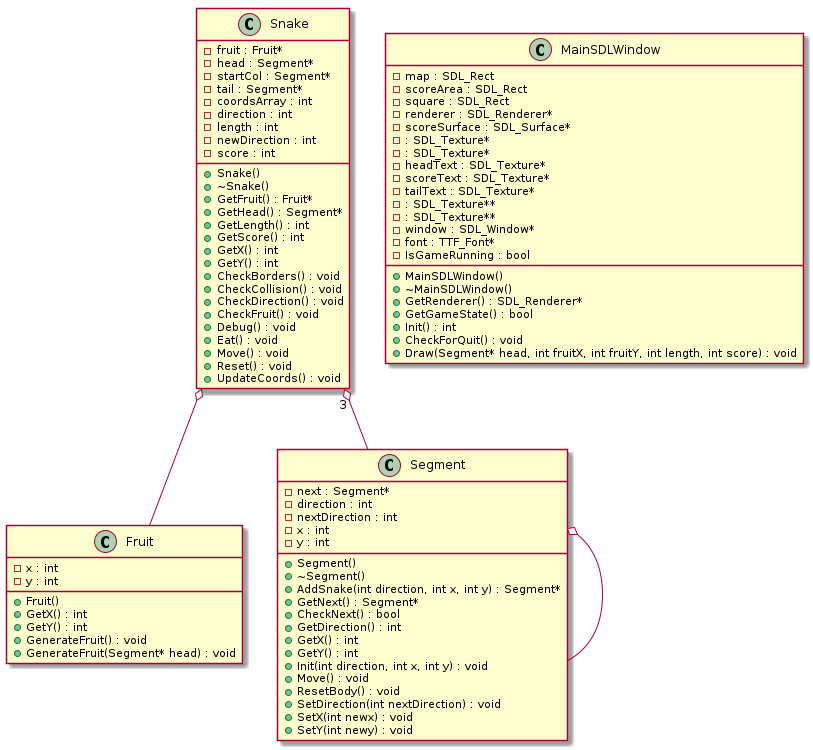 C Snake
fruit : Fruit*
head : Segment*
startCol : Segment*
tail : Segment*
coordsArray : int
direction : int
length : int
newDirection : int
score : int
Snake()
~Snake()
GetFruit() : Fruit*
GetHead() : Segment*
GetLength() : int
GetScore() : int
GetX() : int
GetY() : int
CheckBorders() : void
CheckCollision() : void
CheckDirection() : void
CheckFruit() : void
Debug() : void
Eat() : void
Move() : void
Reset() : void
UpdateCoords() : void
C MainSDLWindow
map : SDL_Rect
scoreArea : SDL_Rect
square : SDL_Rect
renderer : SDL_Renderer*
scoreSurface : SDL_Surface*
: SDL_Texture*
: SDL_Texture*
headText : SDL_Texture*
scoreText : SDL_Texture*
tailText : SDL_Texture*
: SDL_Texture**
: SDL_Texture**
window : SDL_Window*
font : TTF_Font*
IsGameRunning : bool
MainSDLWindow()
~MainSDLWindow()
GetRenderer() : SDL_Renderer*
GetGameState() : bool
Init() : int
CheckForQuit() : void
Draw(Segment* head, int fruitX, int fruitY, int length, int score) : void
3
C Fruit
x : int
y : int
Fruit()
GetX() : int
GetY() : int
GenerateFruit() : void
GenerateFruit(Segment* head) : void
C Segment
next : Segment*
direction : int
nextDirection : int
x : int
y : int
Segment()
~Segment()
AddSnake(int direction, int x, int y) : Segment*
GetNext() : Segment*
CheckNext() : bool
GetDirection() : int
GetX() : int
GetY() : int
Init(int direction, int x, int y) : void
Move() : void
ResetBody() : void
SetDirection(int nextDirection) : void
SetX(int newx) : void
SetY(int newy) : void